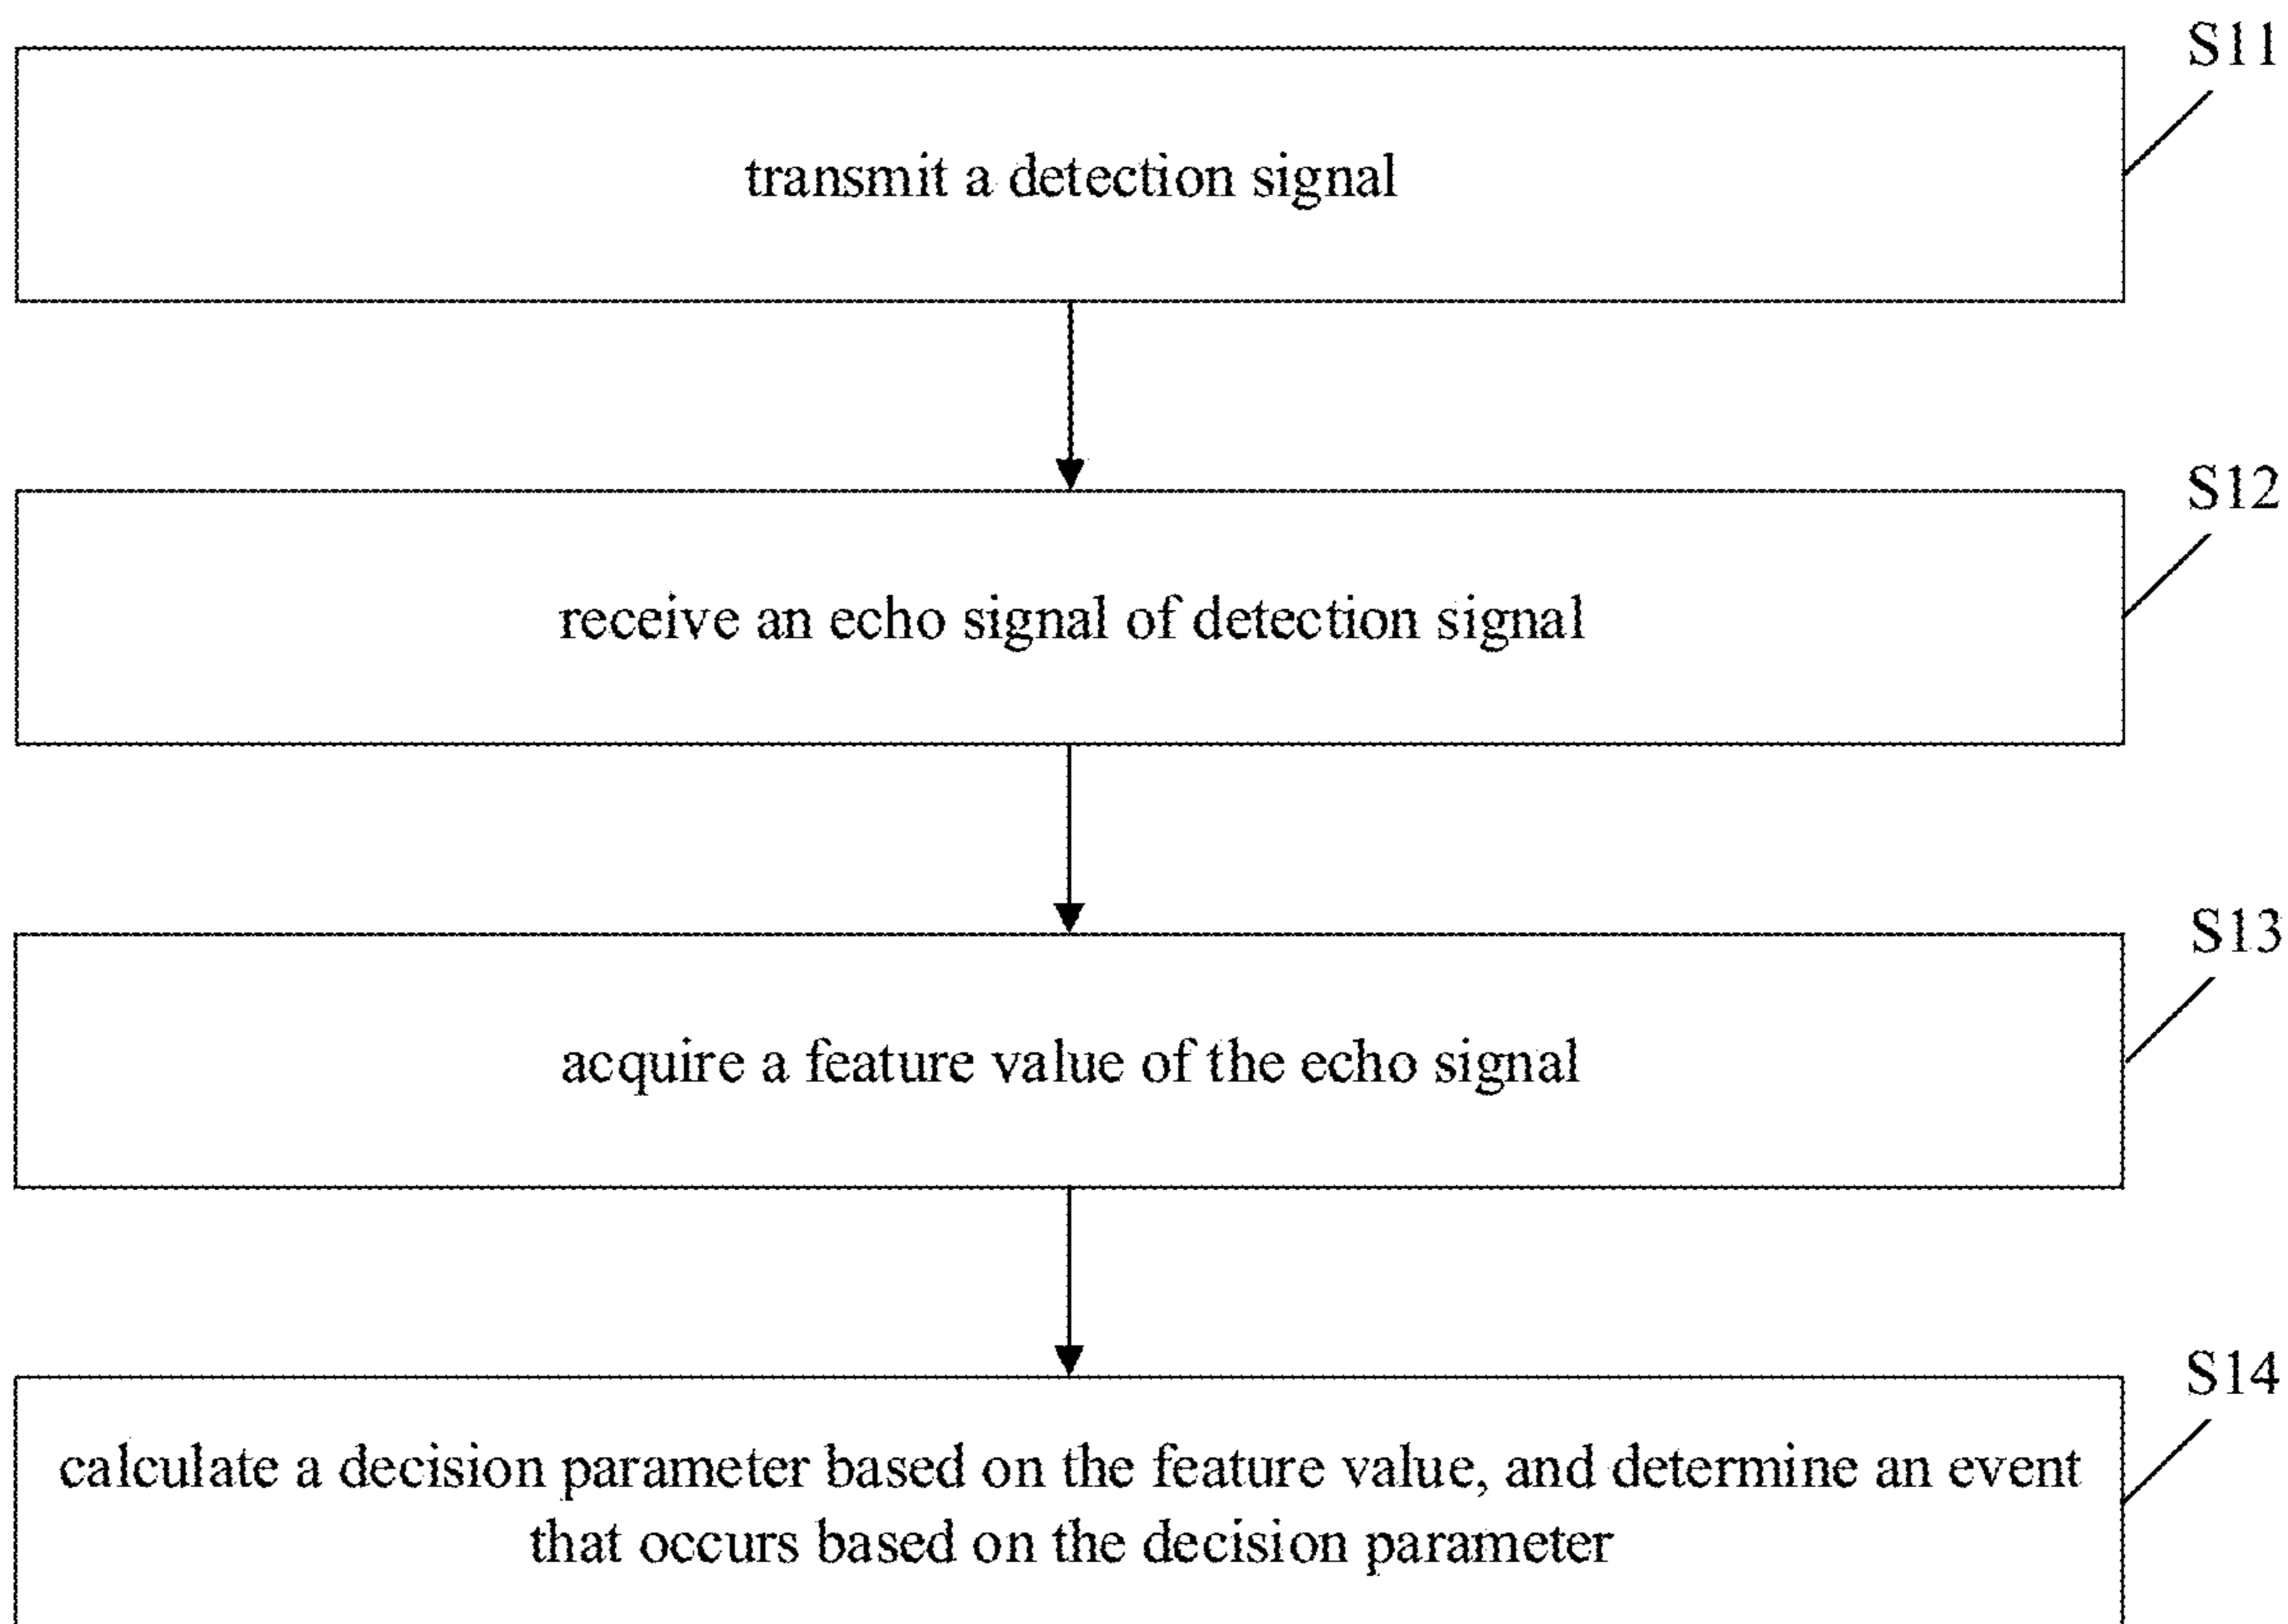 S11
transmit a detection signal
S12
receive an echo signal of detection signal
S13
acquire a feature value of the echo signal
S14
calculate a decision parameter based on the feature value, and determine an event
that occurs based on the decision parameter